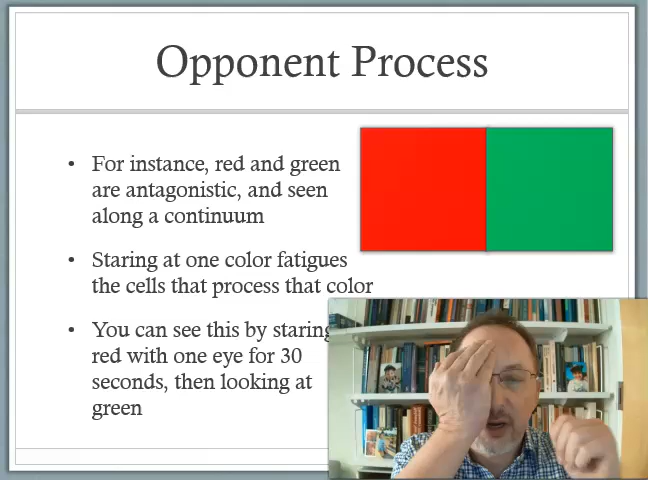 Opponent Process
• For instance, red and green
are antagonistic, and seen
along a continuum
• Staring at one color fatigues
the cells that process that color
• You can see this by staring
red with one eye for 30
seconds, then looking at
green